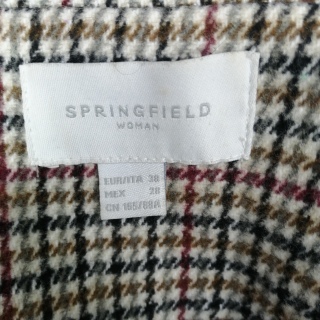 SPRINGFIELD
WOMAN
EUR/ITA 38
MEX 28
CN 165/88A